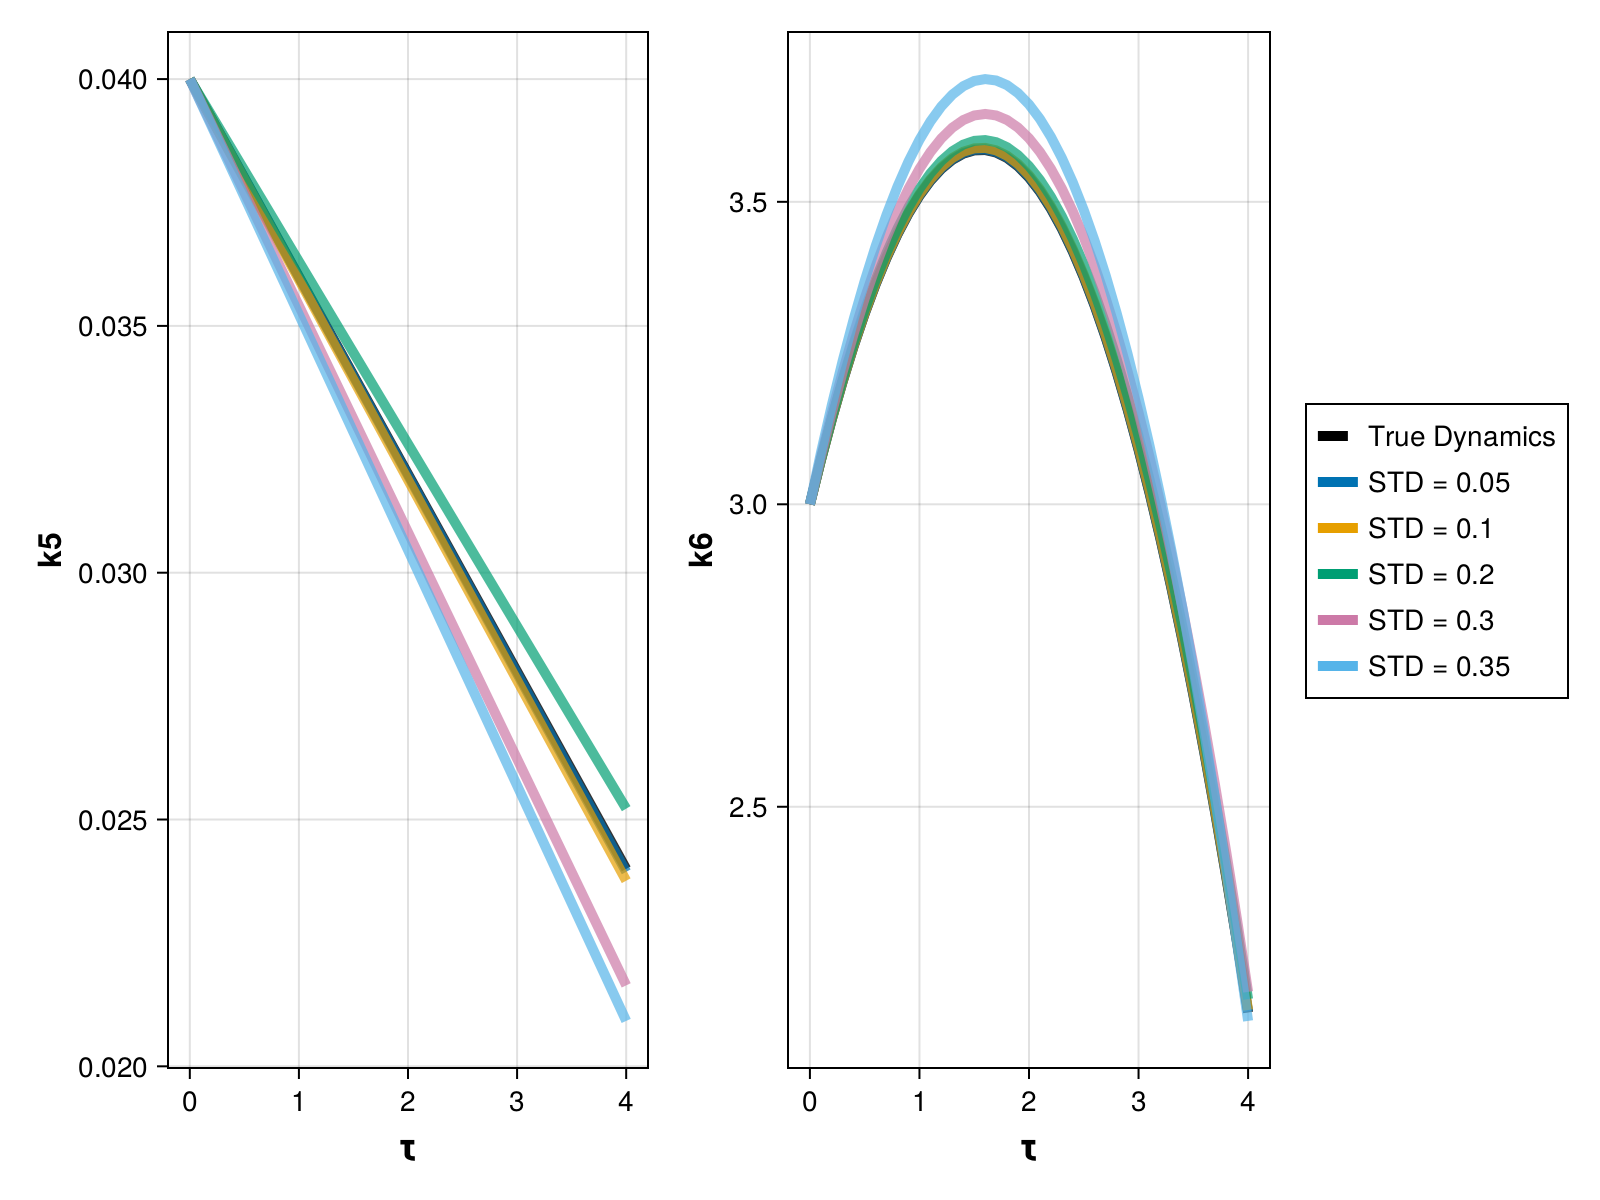 0.040
0.035
0.030
0.025
0.020
k5
0
1
2
3
4
τ
3.5
3.0
2.5
k6
0
1
2
3
4
τ
True Dynamics
STD = 0.05
STD = 0.1
STD = 0.2
STD = 0.3
STD = 0.35